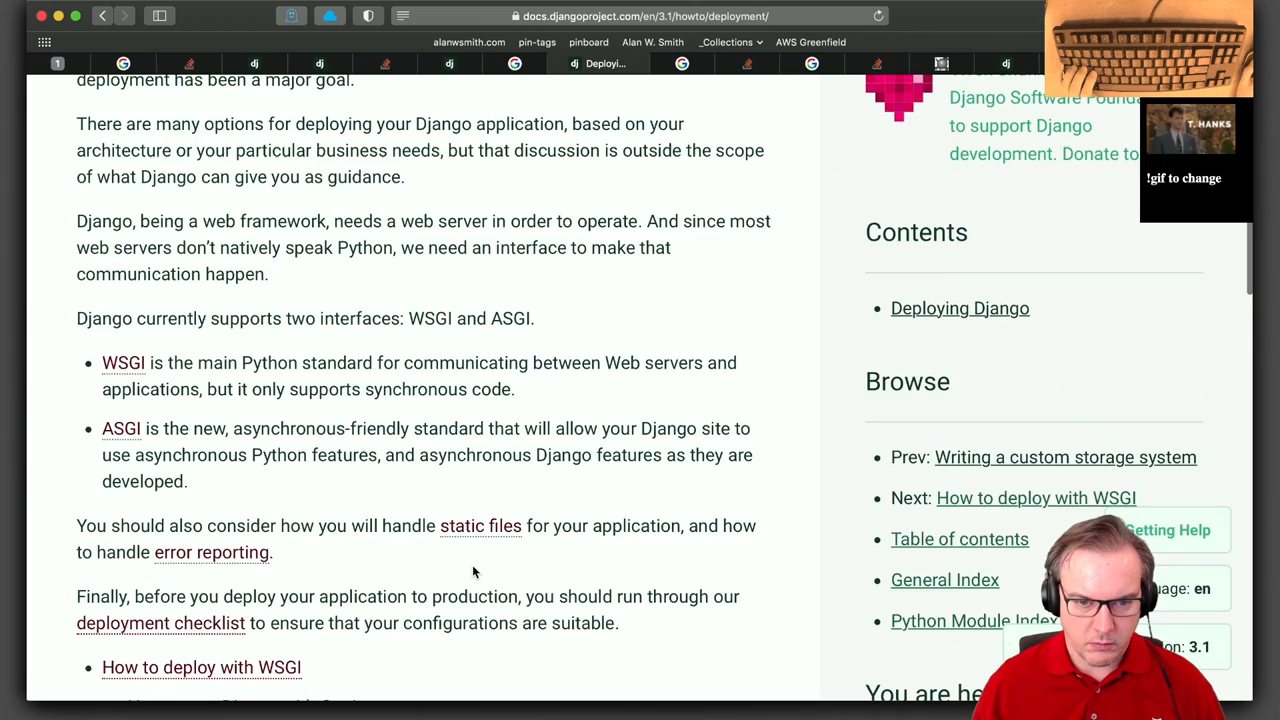 docs.djangoproject.com/en/3.1/howto/deployment/
alanwsmith.com pin-tags pinboard Alan W. Smith _Collections AWS Greenfield
1 dj dj dj dj Deployi... dj
deployment has been a major goal.
There are many options for deploying your Django application, based on your
architecture or your particular business needs, but that discussion is outside the scope
of what Django can give you as guidance.
Django, being a web framework, needs a web server in order to operate. And since most
web servers don’t natively speak Python, we need an interface to make that
communication happen.
Django currently supports two interfaces: WSGI and ASGI.
WSGI is the main Python standard for communicating between Web servers and
applications, but it only supports synchronous code.
ASGI is the new, asynchronous-friendly standard that will allow your Django site to
use asynchronous Python features, and asynchronous Django features as they are
developed.
You should also consider how you will handle static files for your application, and how
to handle error reporting.
Finally, before you deploy your application to production, you should run through our
deployment checklist to ensure that your configurations are suitable.
How to deploy with WSGI
Django Software Founda
to support Django
development. Donate to
T. HANKS
!gif to change
Contents
Deploying Django
Browse
Prev: Writing a custom storage system
Next: How to deploy with WSGI
Table of contents
General Index
Python Module Index
Getting Help
uage: en
on: 3.1
You are he